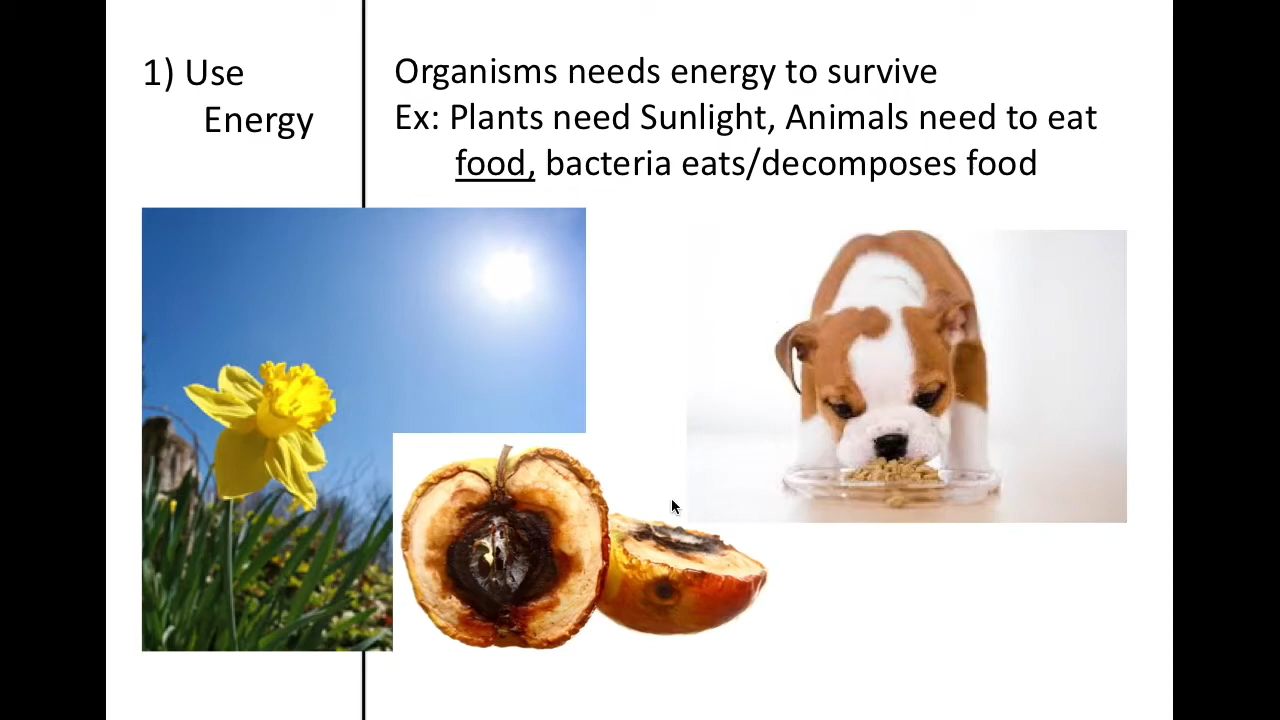 1) Use
Energy
Organisms needs energy to survive
Ex: Plants need Sunlight, Animals need to eat
food, bacteria eats/decomposes food